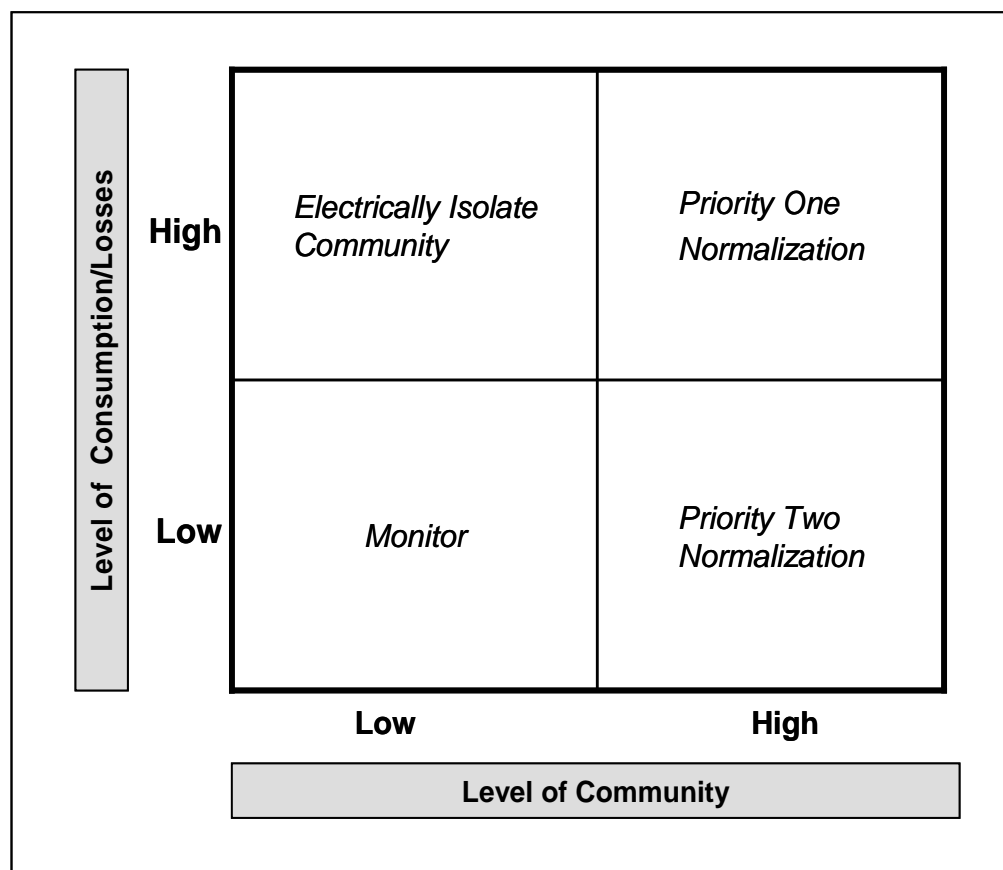 Level of Consumption/Losses
High
Electrically Isolate
Community
Priority One
Normalization
Low
Monitor
Priority Two
Normalization
Low
High
Level of Community